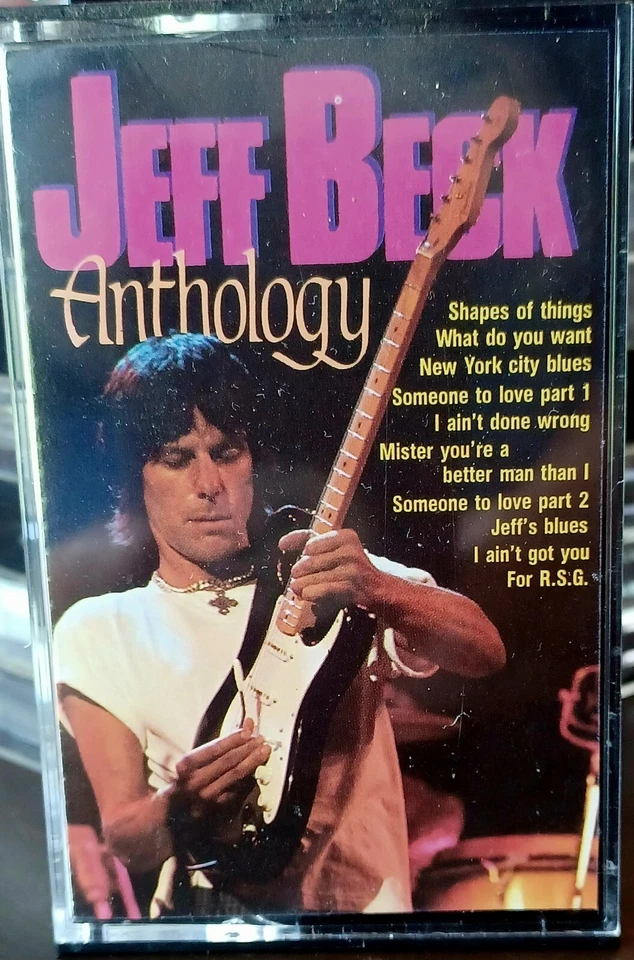 JEFF BECK
Anthology
Shapes of things
What do you want
New York city blues
Someone to love part 1
I ain't done wrong
Mister you're a
better man than I
Someone to love part 2
Jeff's blues
I ain't got you
For R.S.G.